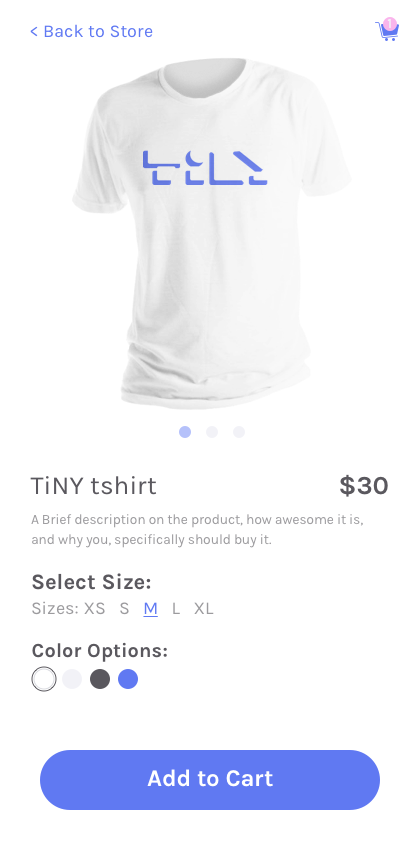 < Back to Store
1
TiNY tshirt
$30
A Brief description on the product, how awesome it is,
and why you, specifically should buy it.
Select Size:
Sizes: XS S M L XL
Color Options:
Add to Cart